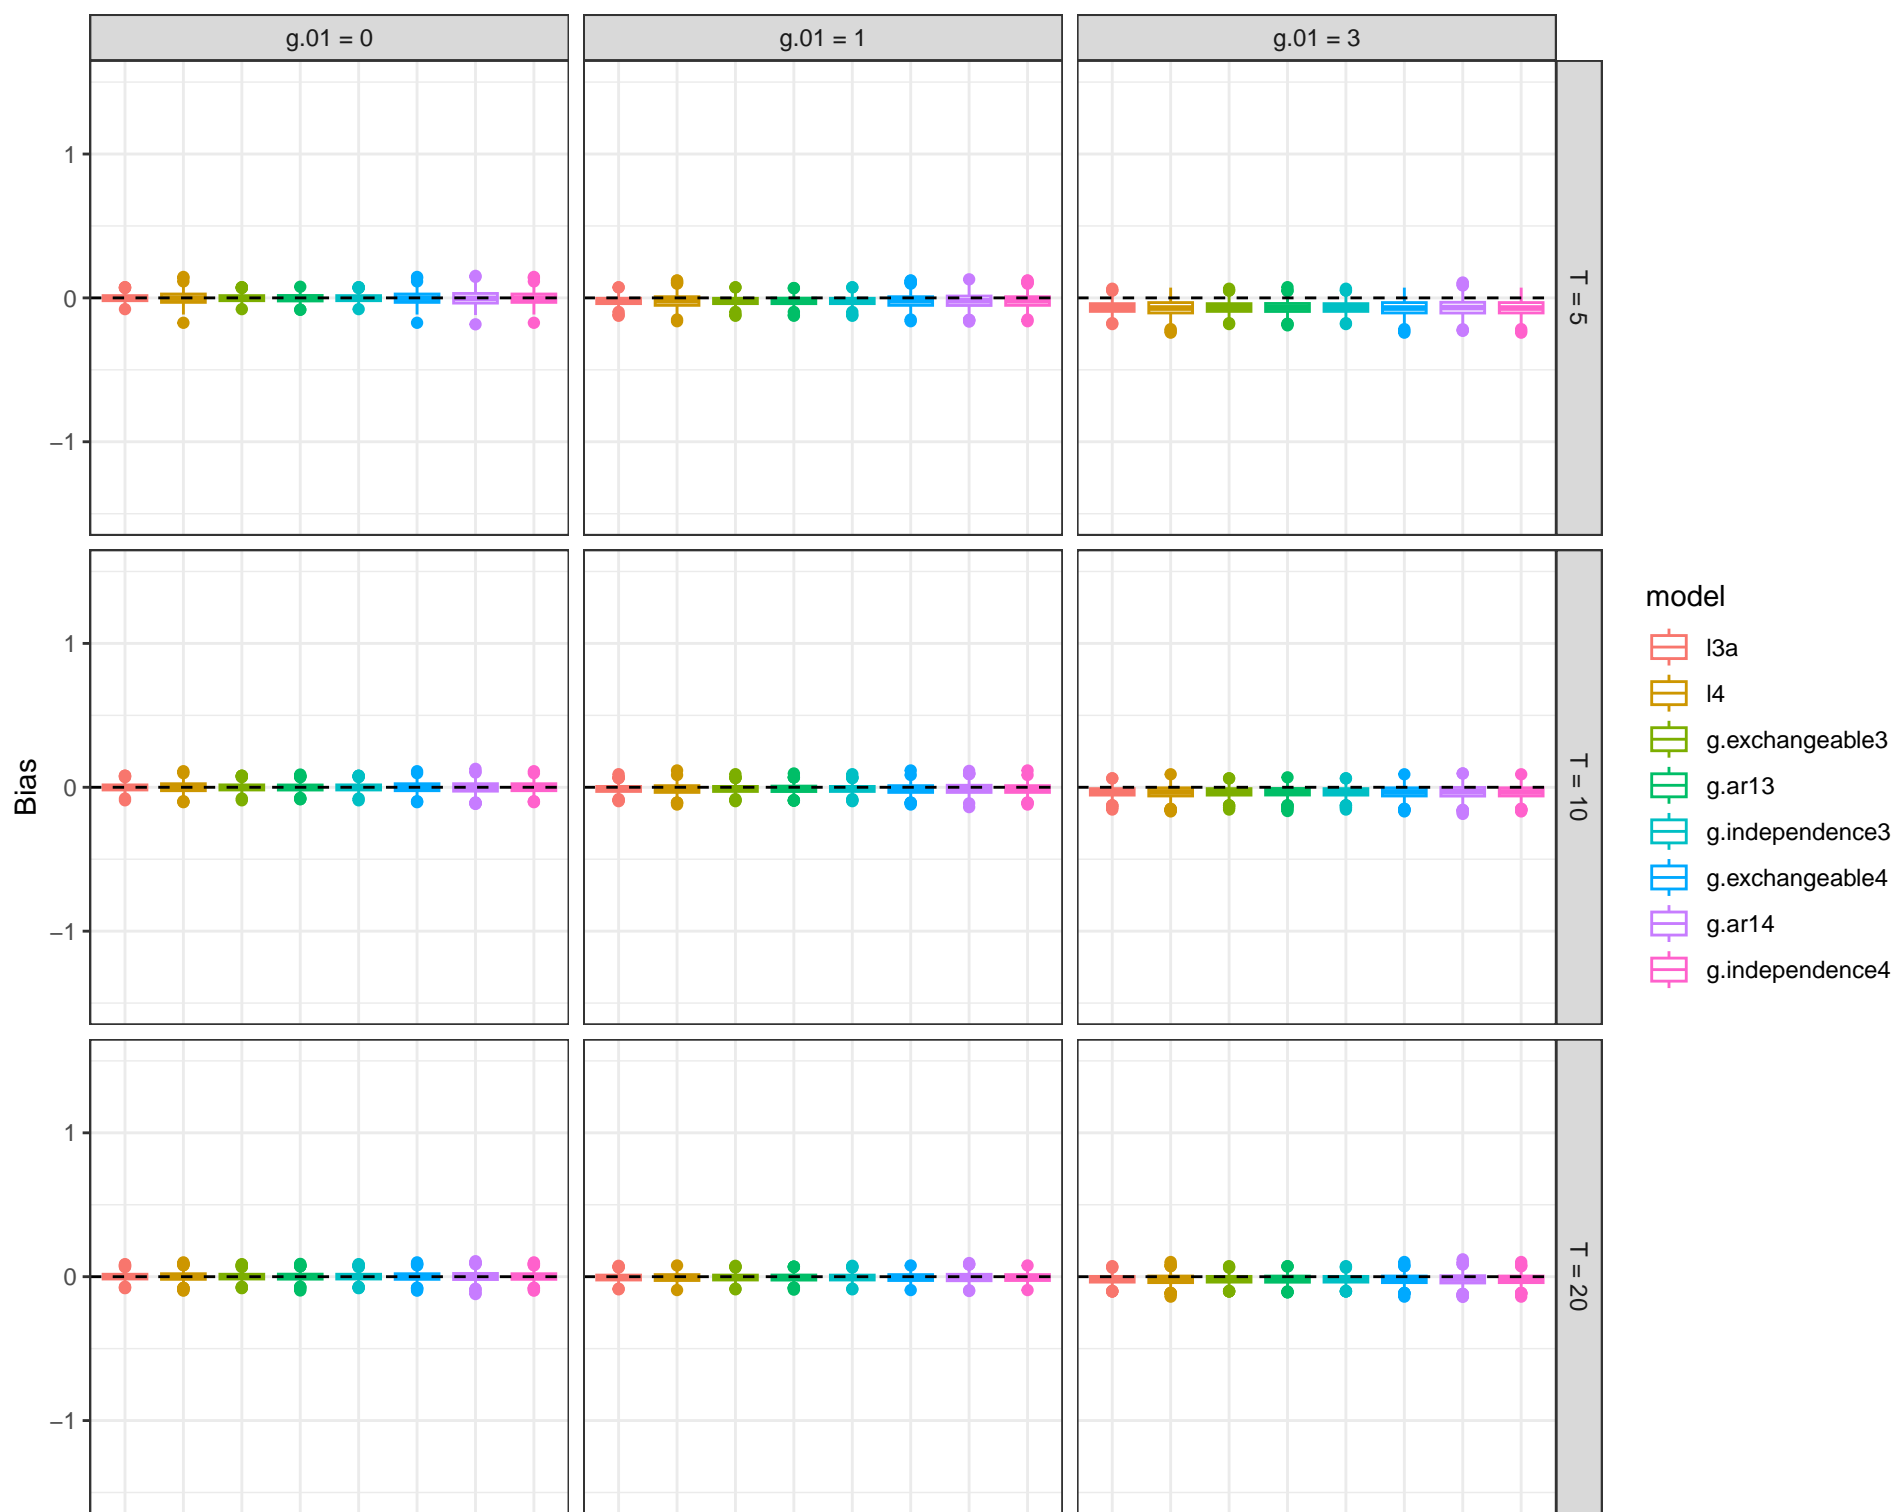 g.01 = 0
g.01 = 1
g.01 = 3
1
0
−1
T = 5
1
0
−1
T = 10
1
0
−1
T = 20
Bias
model
l3a
l4
g.exchangeable3
g.ar13
g.independence3
g.exchangeable4
g.ar14
g.independence4